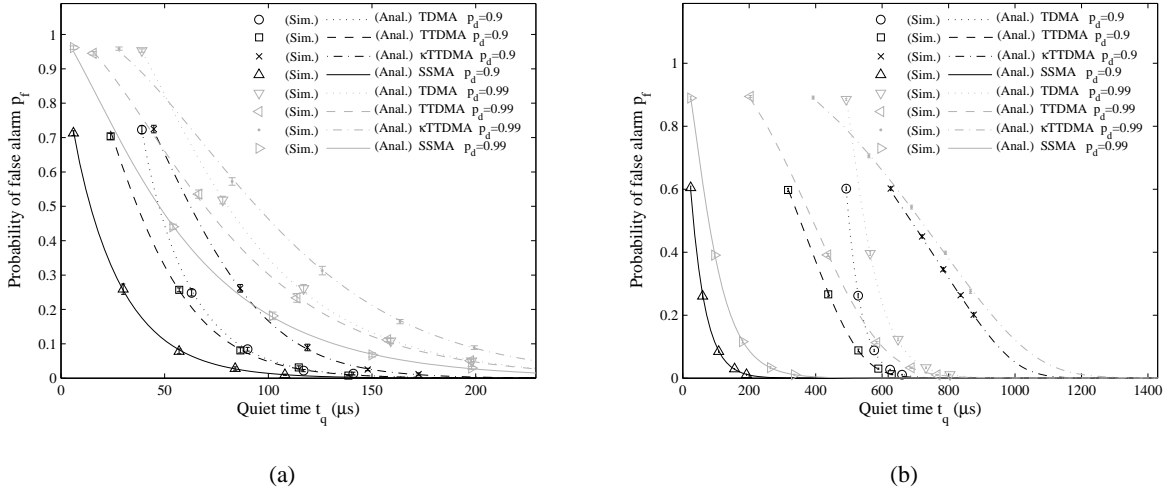 (Sim.) (Anal.) TDMA p_d=0.9
(Sim.) (Anal.) TTDMA p_d=0.9
(Sim.) (Anal.) κTTDMA p_d=0.9
(Sim.) (Anal.) SSMA p_d=0.9
(Sim.) (Anal.) TDMA p_d=0.99
(Sim.) (Anal.) TTDMA p_d=0.99
(Sim.) (Anal.) κTTDMA p_d=0.99
(Sim.) (Anal.) SSMA p_d=0.99
Probability of false alarm p_f
1
0.9
0.8
0.7
0.6
0.5
0.4
0.3
0.2
0.1
0
0 50 100 150 200
Quiet time t_q (μs)
(a)
(Sim.) (Anal.) TDMA p_d=0.9
(Sim.) (Anal.) TTDMA p_d=0.9
(Sim.) (Anal.) κTTDMA p_d=0.9
(Sim.) (Anal.) SSMA p_d=0.9
(Sim.) (Anal.) TDMA p_d=0.99
(Sim.) (Anal.) TTDMA p_d=0.99
(Sim.) (Anal.) κTTDMA p_d=0.99
(Sim.) (Anal.) SSMA p_d=0.99
Probability of false alarm p_f
1
0.8
0.6
0.4
0.2
0
0 200 400 600 800 1000 1200 1400
Quiet time t_q (μs)
(b)